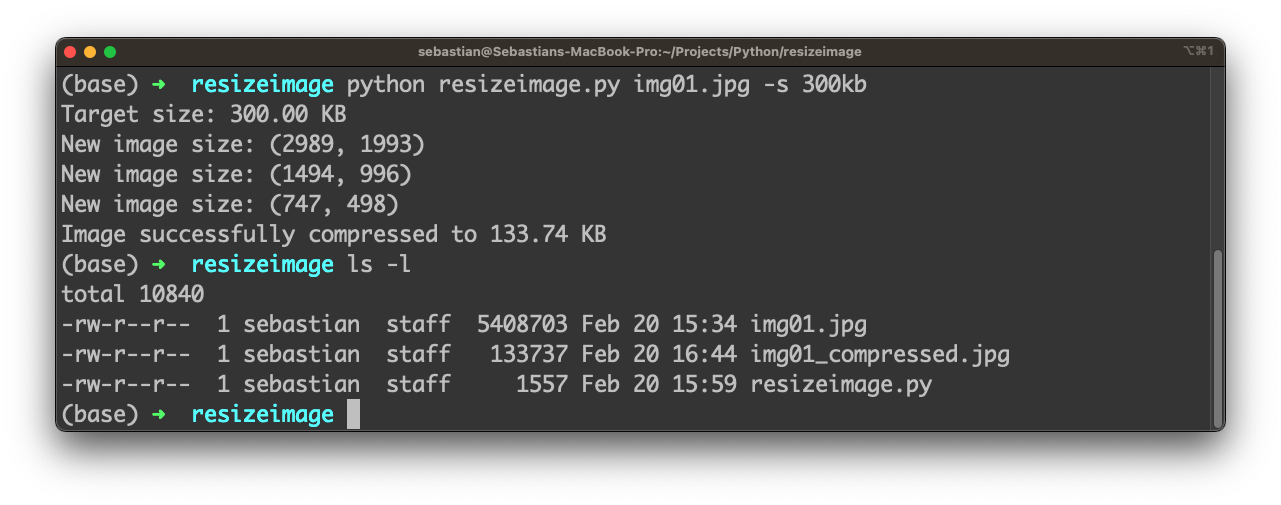 sebastian@Sebastians-MacBook-Pro:~/Projects/Python/resizeimage ⌥⌘1
(base) ➜  resizeimage python resizeimage.py img01.jpg -s 300kb
Target size: 300.00 KB
New image size: (2989, 1993)
New image size: (1494, 996)
New image size: (747, 498)
Image successfully compressed to 133.74 KB
(base) ➜  resizeimage ls -l
total 10840
-rw-r--r--  1 sebastian  staff  5408703 Feb 20 15:34 img01.jpg
-rw-r--r--  1 sebastian  staff   133737 Feb 20 16:44 img01_compressed.jpg
-rw-r--r--  1 sebastian  staff     1557 Feb 20 15:59 resizeimage.py
(base) ➜  resizeimage